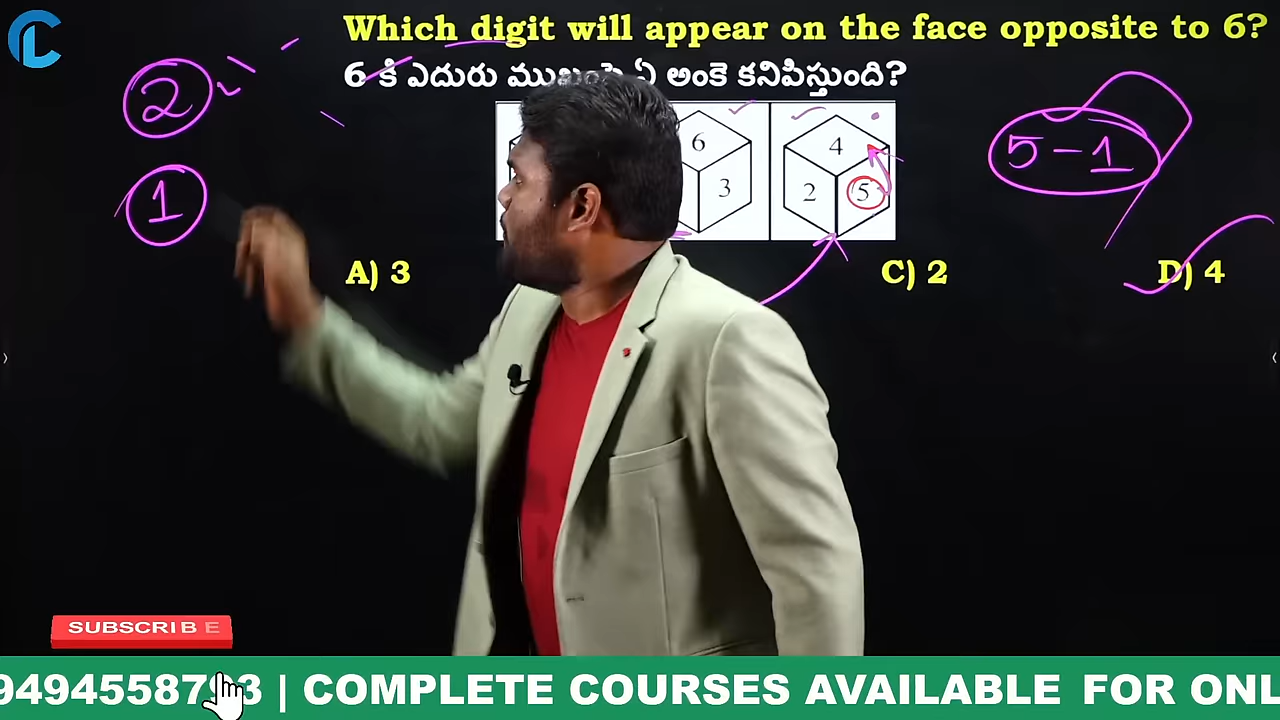 Which digit will appear on the face opposite to 6?
6 కి ఎదురు ఏ అంకె కనిపిస్తుంది?
2
1
6
3
4
2
5
5 - 1
A) 3
C) 2
D) 4
SUBSCRIBE
| COMPLETE COURSES AVAILABLE FOR ONL